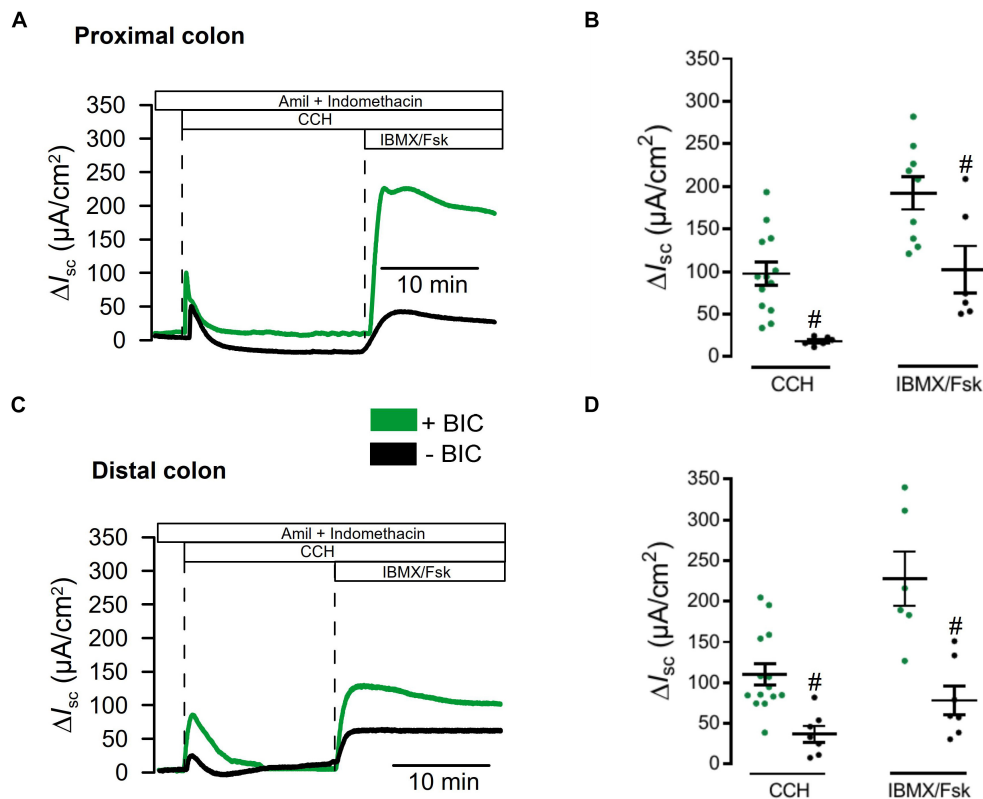 A
Proximal colon
Amil + Indomethacin
CCH
IBMX/Fsk
350
300
250
200
150
100
50
0
ΔIsc (µA/cm²)
10 min
B
350
300
250
200
150
100
50
0
ΔIsc (µA/cm²)
#
#
CCH
IBMX/Fsk
C
+ BIC
- BIC
Distal colon
Amil + Indomethacin
CCH
IBMX/Fsk
350
300
250
200
150
100
50
0
ΔIsc (µA/cm²)
10 min
D
350
300
250
200
150
100
50
0
ΔIsc (µA/cm²)
#
#
CCH
IBMX/Fsk